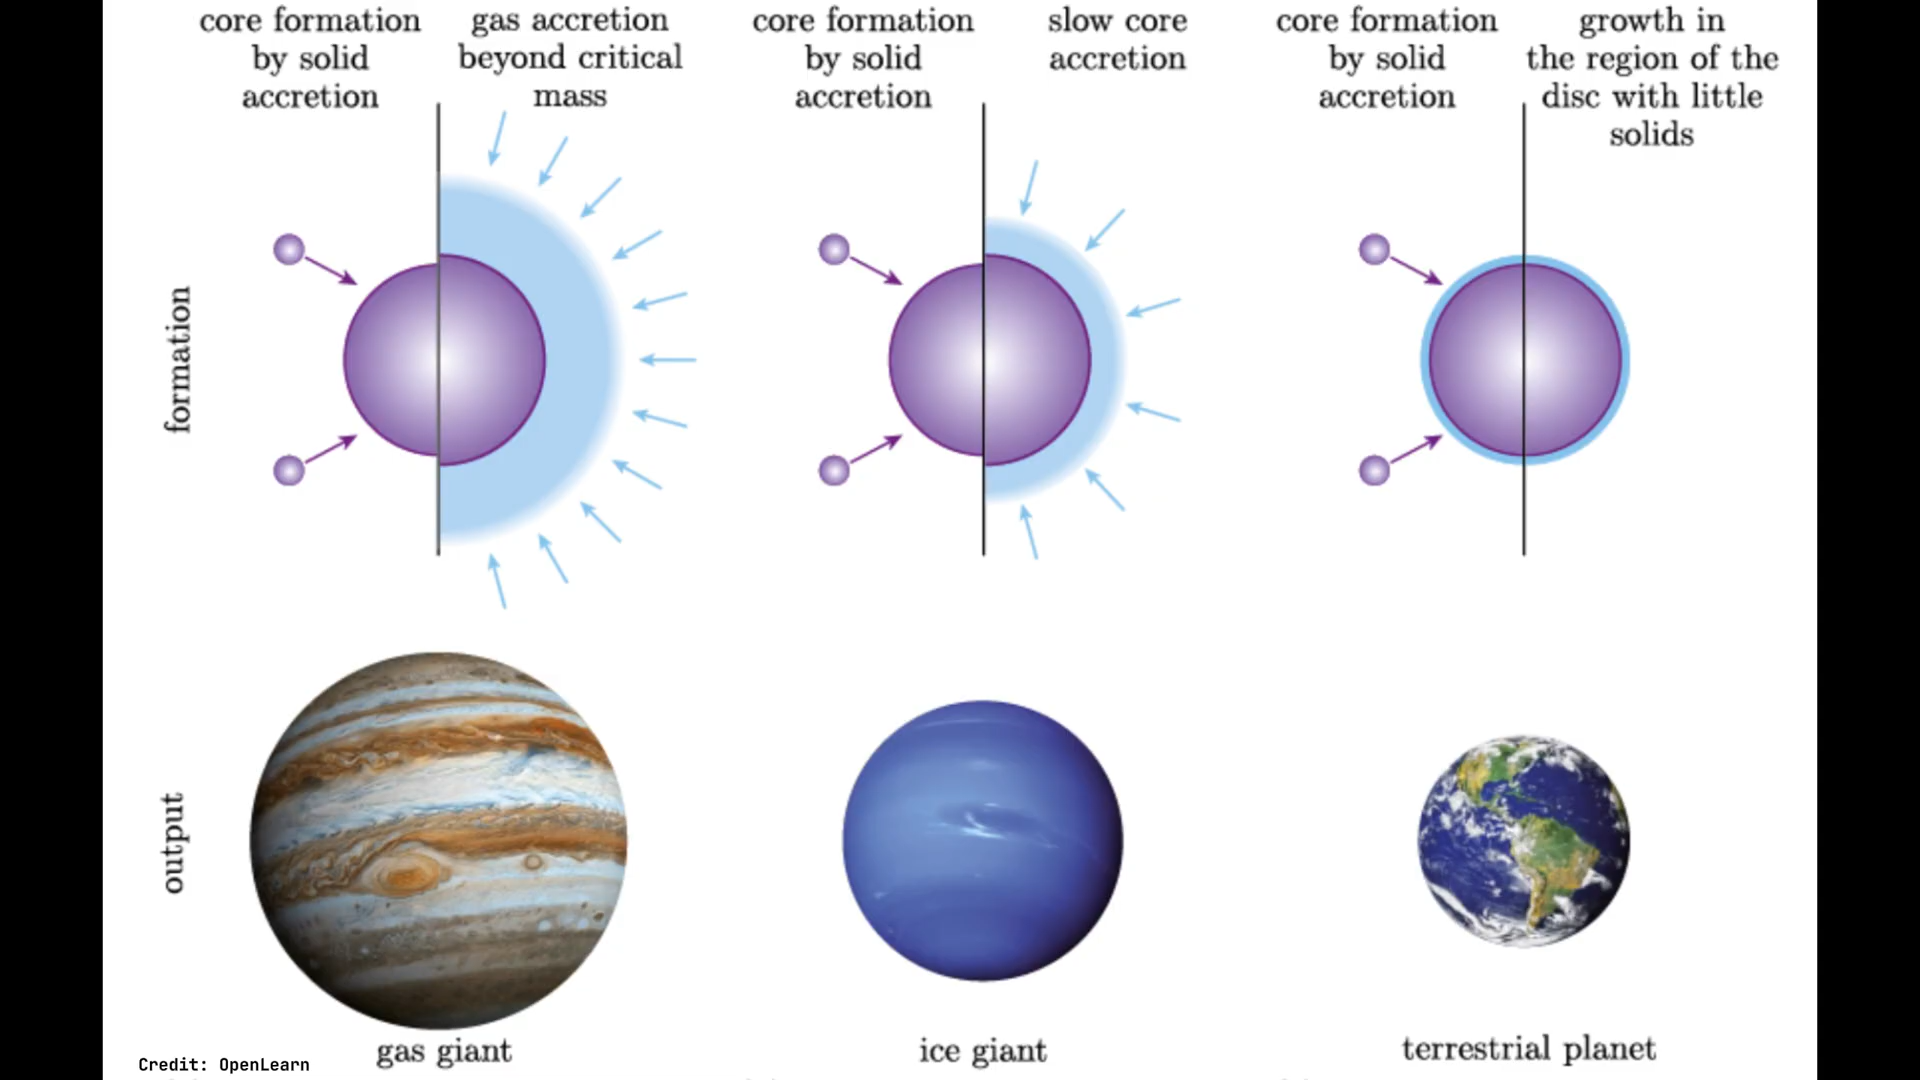 core formation
by solid
accretion
gas accretion
beyond critical
mass
core formation
by solid
accretion
slow core
accretion
core formation
by solid
accretion
growth in
the region of the
disc with little
solids
formation
output
gas giant
ice giant
terrestrial planet
Credit: OpenLearn